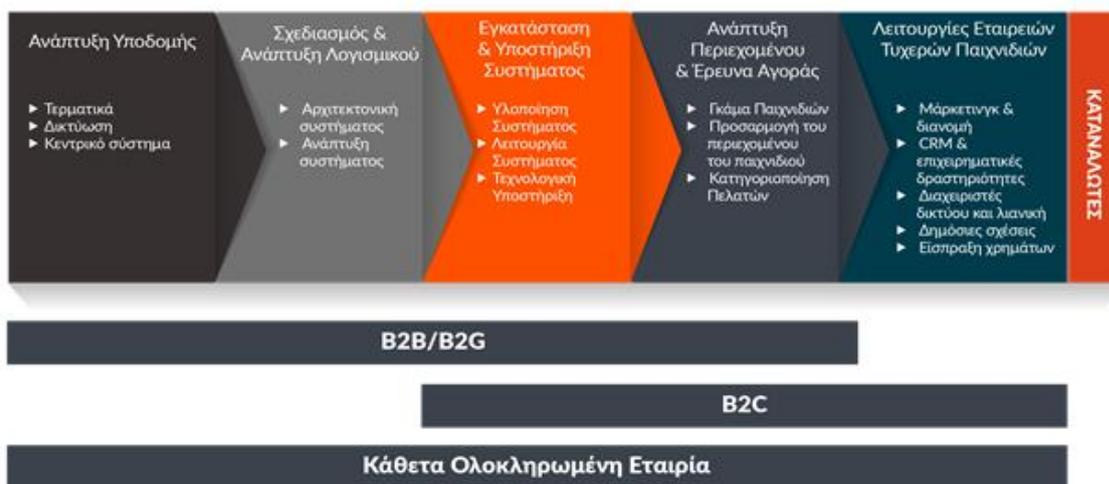 Ανάπτυξη Υποδομής
► Τερματικά
► Δικτύωση
► Κεντρικό σύστημα
Σχεδιασμός &
Ανάπτυξη Λογισμικού
► Αρχιτεκτονική
συστήματος
► Ανάπτυξη
συστήματος
Εγκατάσταση
& Υποστήριξη
Συστήματος
► Υλοποίηση
Συστήματος
► Λειτουργία
Συστήματος
► Τεχνολογική
Υποστήριξη
Ανάπτυξη
Περιεχομένου
& Έρευνα Αγοράς
► Γκάμα Παιχνιδιών
► Προσαρμογή του
περιεχομένου
του παιχνιδιού
► Κατηγοριοποίηση
Πελατών
Λειτουργίες Εταιρειών
Τυχερών Παιχνιδιών
► Μάρκετινγκ &
διανομή
► CRM &
επιχειρηματικές
δραστηριότητες
► Διαχειριστές
δικτύου και λιανική
► Δημόσιες σχέσεις
► Είσπραξη χρημάτων
ΚΑΤΑΝΑΛΩΤΕΣ
B2B/B2G
B2C
Κάθετα Ολοκληρωμένη Εταιρία